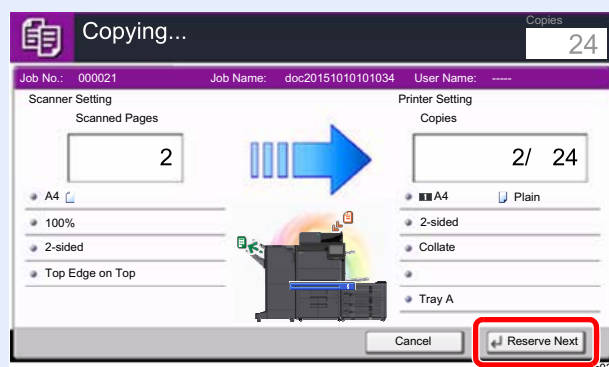 Copying...
Copies
24
Job No.: 000021 Job Name: doc20151010101034 User Name: -----
Scanner Setting Printer Setting
Scanned Pages Copies
2 2/ 24
A4 1 A4 Plain
100% 2-sided
2-sided Collate
Top Edge on Top
Tray A
Cancel Reserve Next